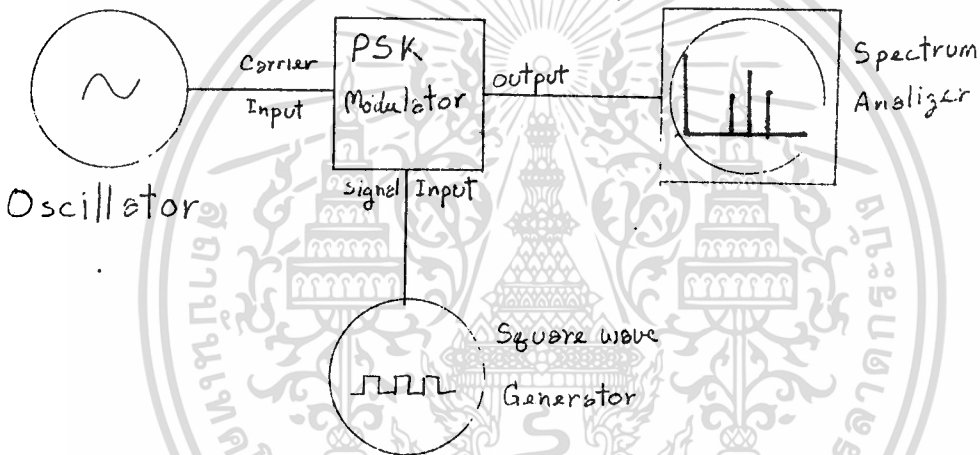 PSK
Modulator
Carrier
Input
output
Spectrum
Analizer
Oscillator
signal Input
Square wave
Generator